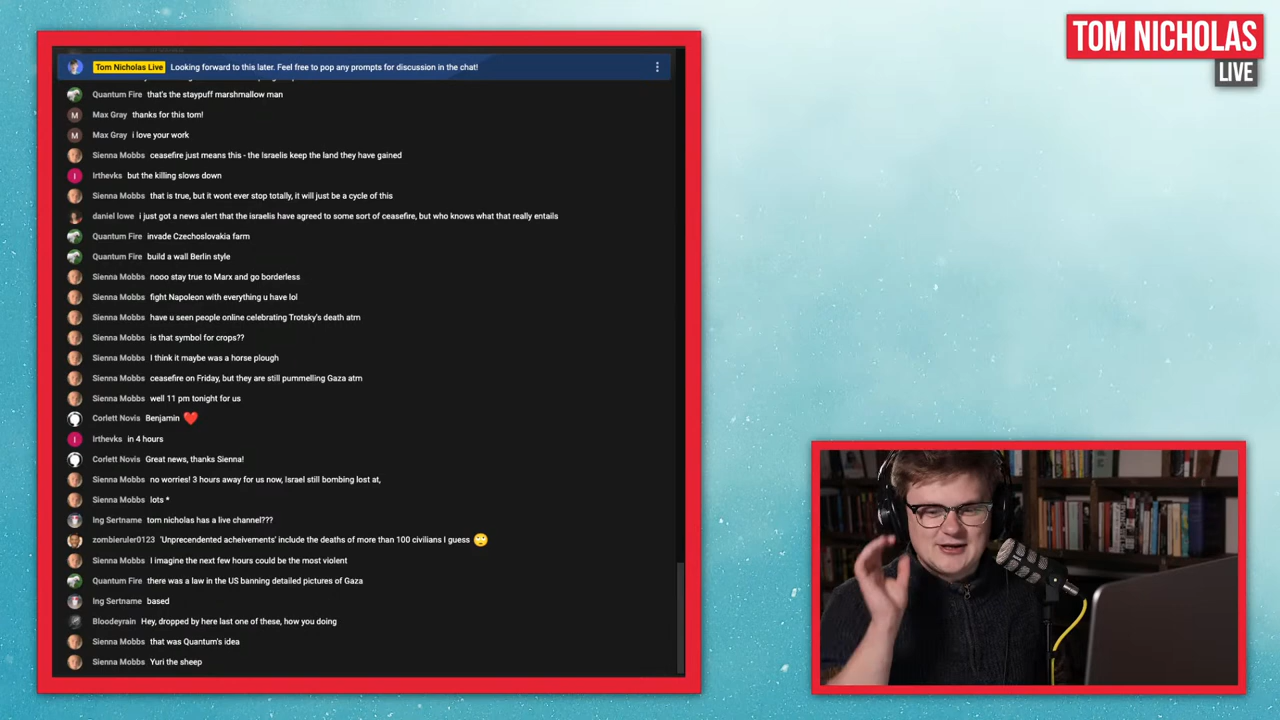 TOM NICHOLAS
LIVE
Tom Nicholas Live Looking forward to this later. Feel free to pop any prompts for discussion in the chat!
Quantum Fire that's the staypuff marshmallow man
M Max Gray thanks for this tom!
M Max Gray i love your work
Sienna Mobbs ceasefire just means this - the Israelis keep the land they have gained
I Irthevks but the killing slows down
Sienna Mobbs that is true, but it wont ever stop totally, it will just be a cycle of this
daniel lowe i just got a news alert that the israelis have agreed to some sort of ceasefire, but who knows what that really entails
Quantum Fire invade Czechoslovakia farm
Quantum Fire build a wall Berlin style
Sienna Mobbs nooo stay true to Marx and go borderless
Sienna Mobbs fight Napoleon with everything u have lol
Sienna Mobbs have u seen people online celebrating Trotsky's death atm
Sienna Mobbs is that symbol for crops??
Sienna Mobbs I think it maybe was a horse plough
Sienna Mobbs ceasefire on Friday, but they are still pummelling Gaza atm
Sienna Mobbs well 11 pm tonight for us
Corlett Novis Benjamin ❤️
I Irthevks in 4 hours
Corlett Novis Great news, thanks Sienna!
Sienna Mobbs no worries! 3 hours away for us now, Israel still bombing lost at,
Sienna Mobbs lots *
Ing Sertname tom nicholas has a live channel???
zombieruler0123 'Unprecendented acheivements' include the deaths of more than 100 civilians I guess 🙄
Sienna Mobbs I imagine the next few hours could be the most violent
Quantum Fire there was a law in the US banning detailed pictures of Gaza
Ing Sertname based
Bloodeyrain Hey, dropped by here last one of these, how you doing
Sienna Mobbs that was Quantum's idea
Sienna Mobbs Yuri the sheep